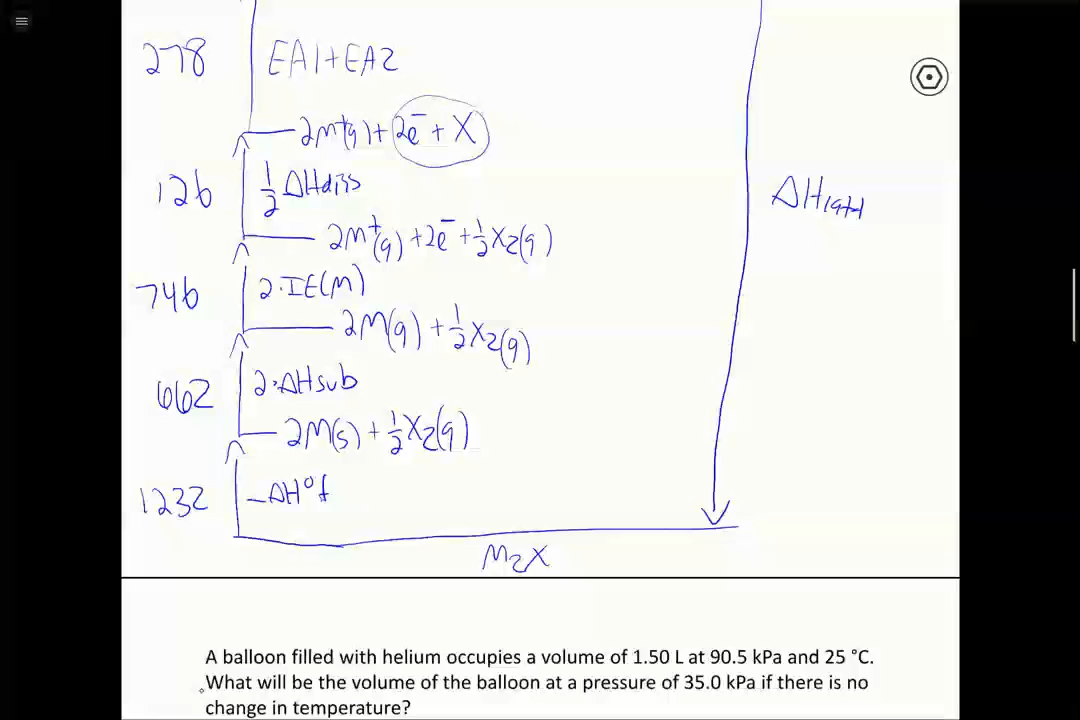 278 EA1+EA2
2M⁺(g)+2e⁻+X
126 ½ ΔHdiss
ΔHlatt
2M⁺(g)+2e⁻+½X₂(g)
746 2·IE(M)
2M(g)+½X₂(g)
662 2·ΔHsub
2M(s)+½X₂(g)
1232 -ΔH°f
M₂X
A balloon filled with helium occupies a volume of 1.50 L at 90.5 kPa and 25 °C.
What will be the volume of the balloon at a pressure of 35.0 kPa if there is no
change in temperature?